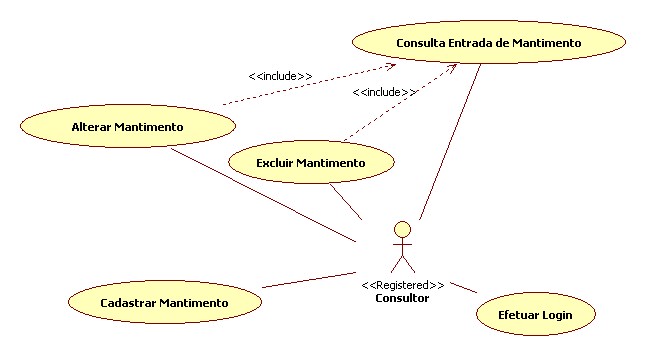 Consulta Entrada de Mantimento
<<include>>
<<include>>
Alterar Mantimento
Excluir Mantimento
<<Registered>>
Consultor
Cadastrar Mantimento
Efetuar Login